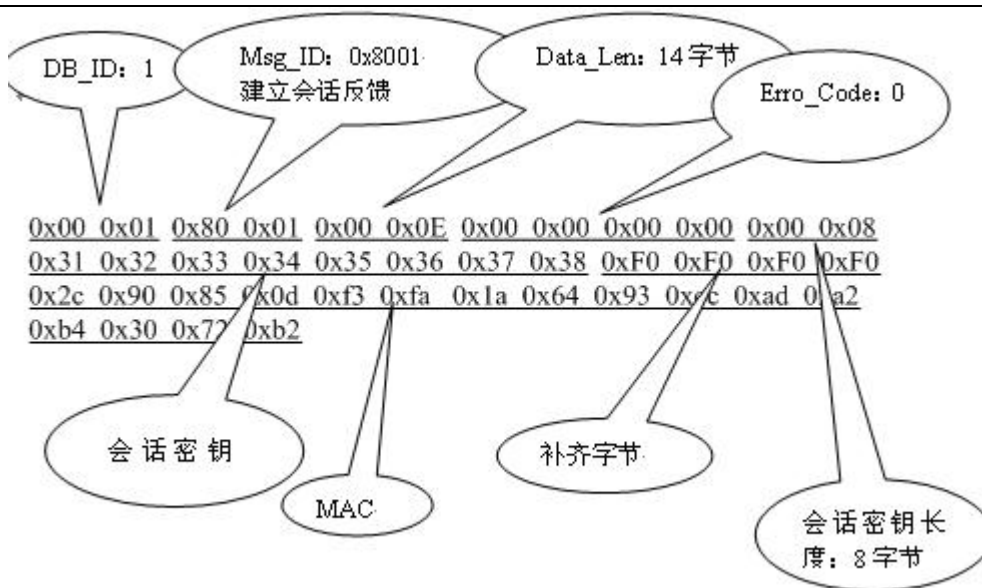 DB_ID: 1
Msg_ID: 0x8001
建立会话反馈
Data_Len: 14字节
Erro_Code: 0
0x00 0x01 0x80 0x01 0x00 0x0E 0x00 0x00 0x00 0x00 0x00 0x08
0x31 0x32 0x33 0x34 0x35 0x36 0x37 0x38 0xF0 0xF0 0xF0 0xF0
0x2c 0x90 0x85 0x0d 0xf3 0xfa 0x1a 0x64 0x93 0xad
0xb4 0x30 0x72 0xb2
会话密钥
MAC
补齐字节
会话密钥长
度: 8字节